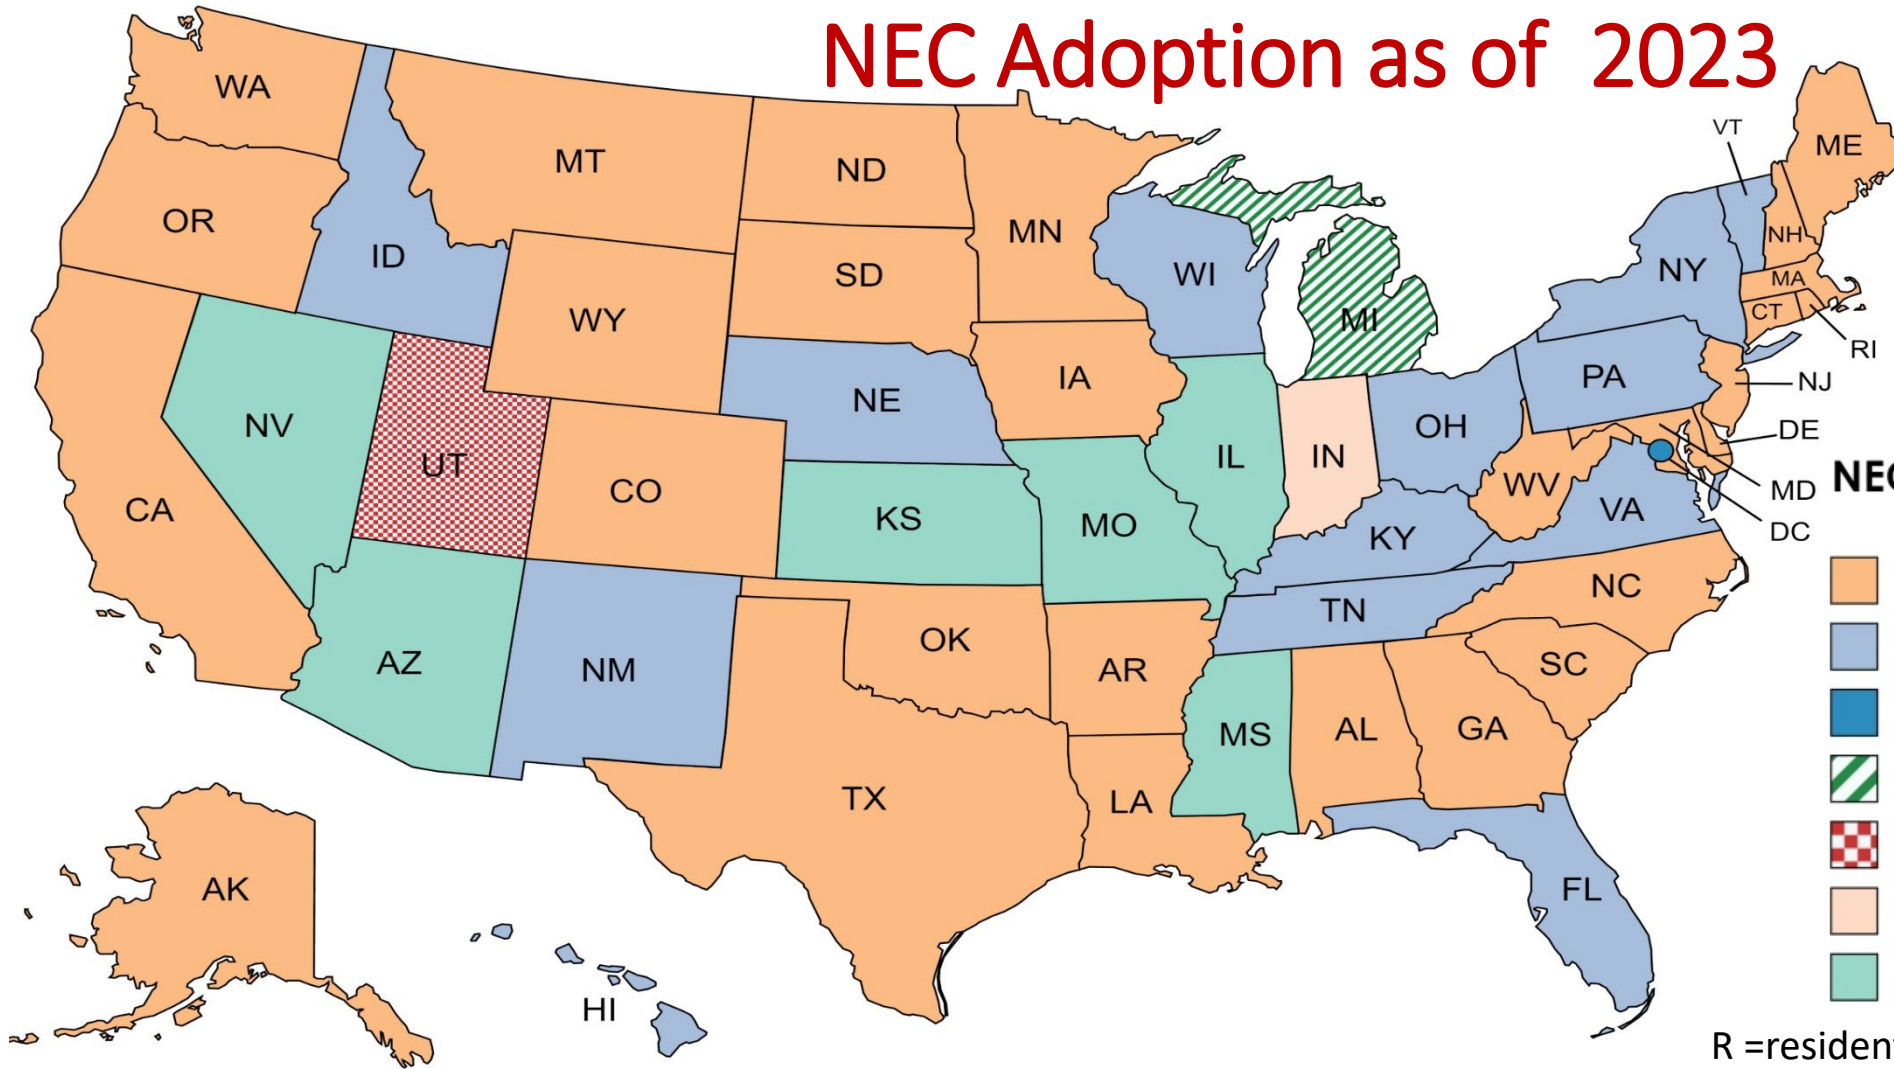 NEC Adoption as of 2023
WA
MT
ND
MN
VT
ME
OR
ID
SD
WI
MI
NY
NH
MA
CT
RI
WY
NE
IA
PA
NJ
NV
UT
CO
KS
MO
IL
IN
OH
WV
VA
DE
MD
DC
CA
KY
NC
TN
AZ
NM
OK
AR
SC
MS
AL
GA
TX
LA
FL
AK
HI
NEC
R =resident